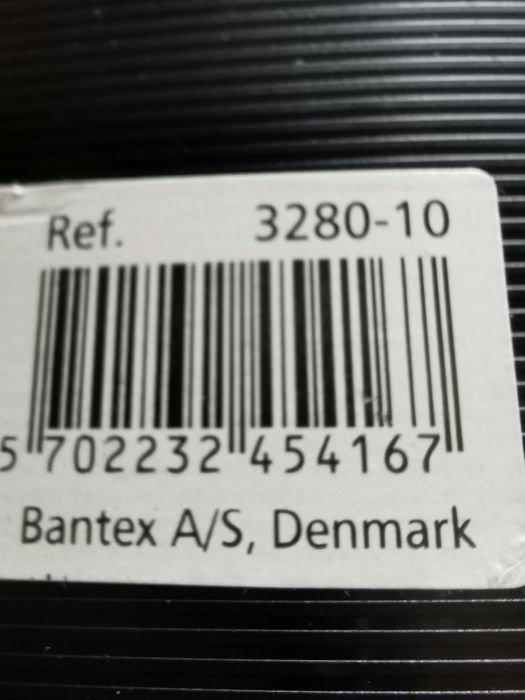 Ref. 3280-10
5 702232 454167
Bantex A/S, Denmark